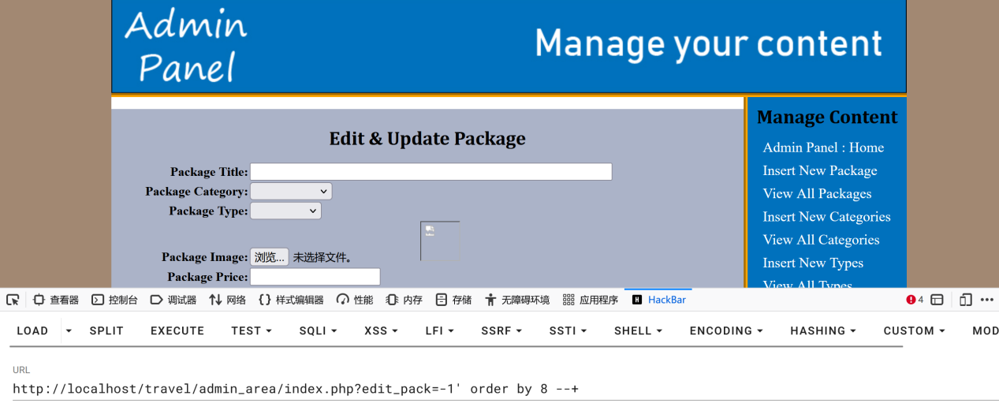 Admin
Panel
Manage your content
Edit & Update Package
Package Title:
Package Category:
Package Type:
Package Image: 浏览... 未选择文件。
Package Price:
Manage Content
Admin Panel : Home
Insert New Package
View All Packages
Insert New Categories
View All Categories
Insert New Types
View All Types
查看器 控制台 调试器 网络 样式编辑器 性能 内存 存储 无障碍环境 应用程序 H HackBar 4
LOAD SPLIT EXECUTE TEST SQLI XSS LFI SSRF SSTI SHELL ENCODING HASHING CUSTOM MOD
URL
http://localhost/travel/admin_area/index.php?edit_pack=-1' order by 8 --+